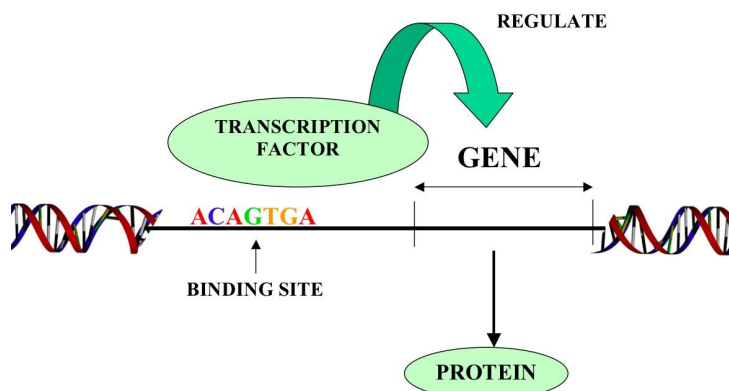 REGULATE
TRANSCRIPTION
FACTOR
GENE
ACAGTGA
BINDING SITE
PROTEIN